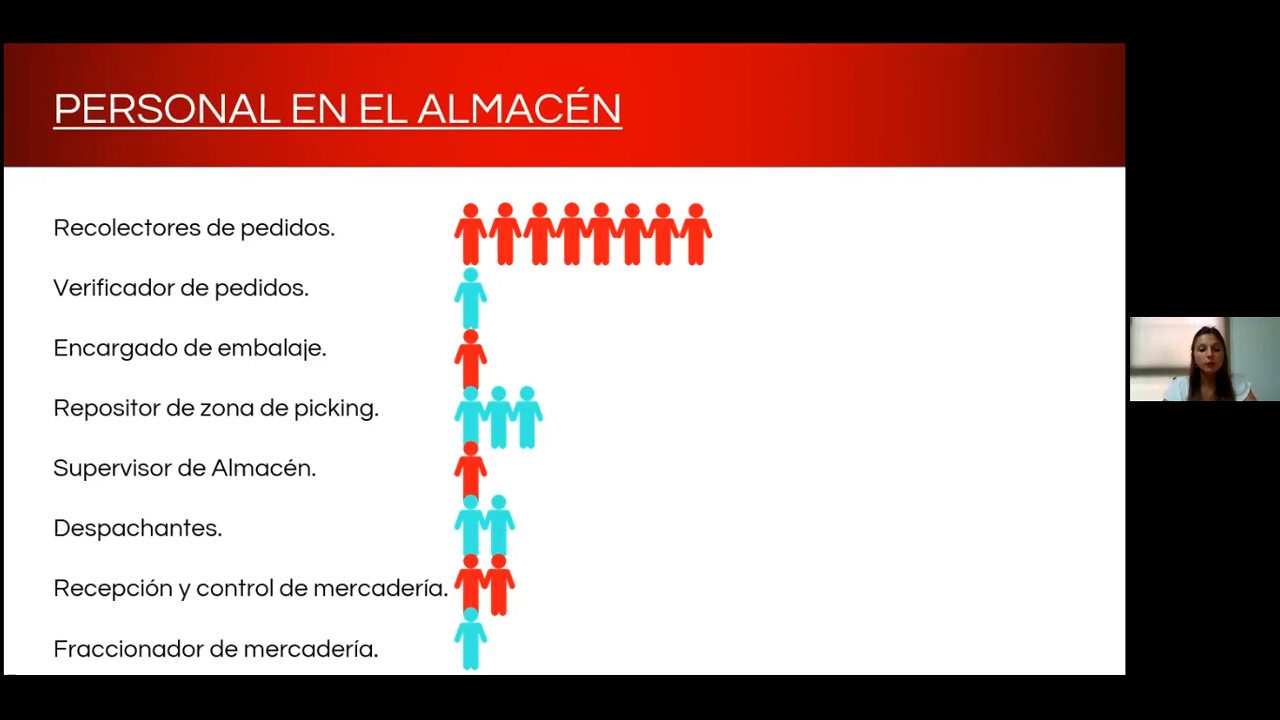 PERSONAL EN EL ALMACÉN
Recolectores de pedidos.
Verificador de pedidos.
Encargado de embalaje.
Repositor de zona de picking.
Supervisor de Almacén.
Despachantes.
Recepción y control de mercadería.
Fraccionador de mercadería.